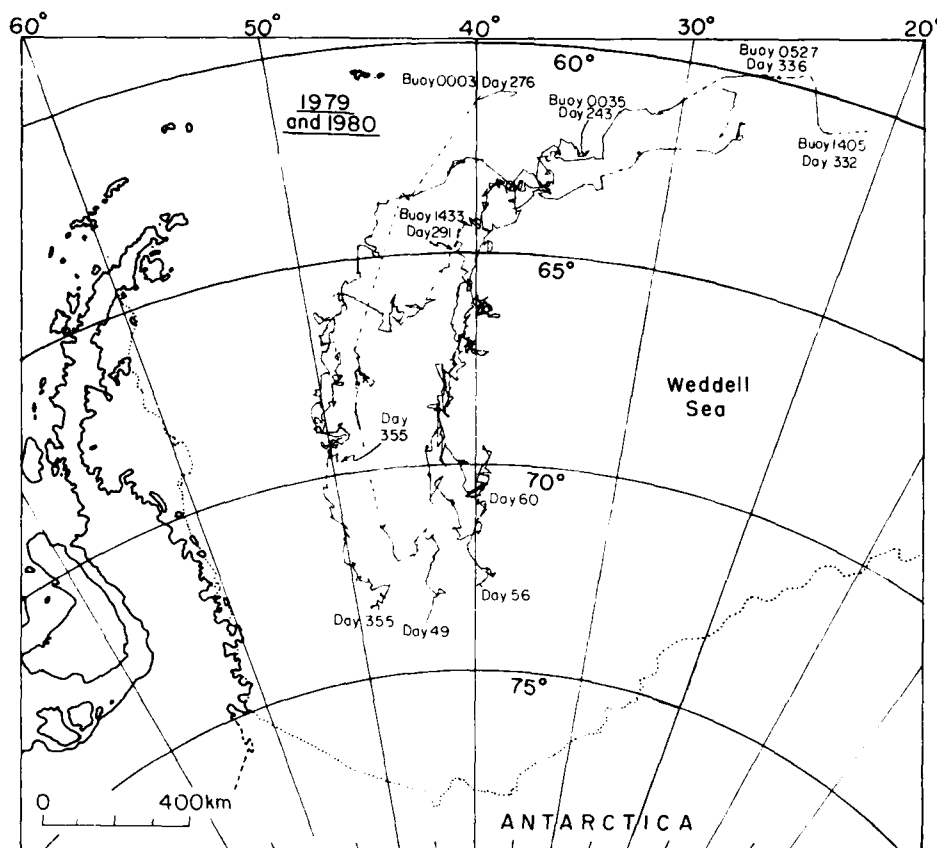 60° 50° 40° 30° 20°
60°
Buoy 0527
Day 336
Buoy 0003 Day 276
1979
and 1980
Buoy 0035
Day 243
Buoy 1405
Day 332
Buoy 1433
Day 291
65°
Weddell
Sea
Day
355
70°
Day 60
Day 56
Day 355
Day 49
75°
0 400km
ANTARCTICA